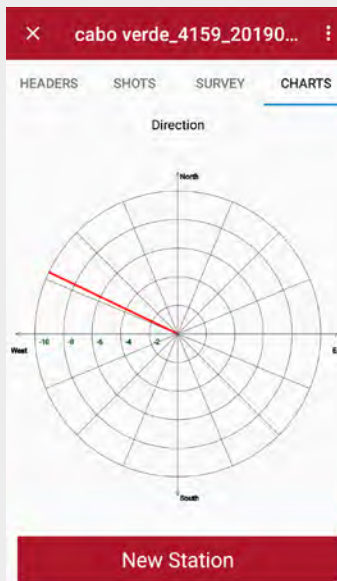 × cabo verde_4159_20190...
HEADERS SHOTS SURVEY CHARTS
Direction
North
West -10 -8 -6 -4 -2 E
South
New Station